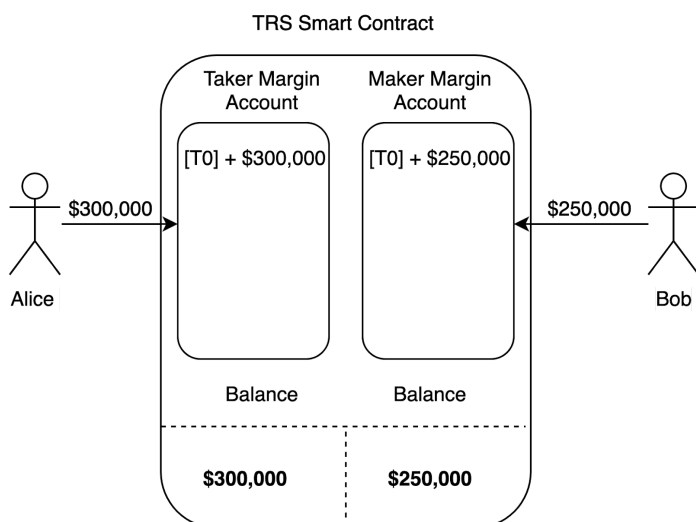 TRS Smart Contract
Taker Margin
Account
Maker Margin
Account
[T0] + $300,000
[T0] + $250,000
$300,000
$250,000
Alice
Bob
Balance
Balance
$300,000
$250,000